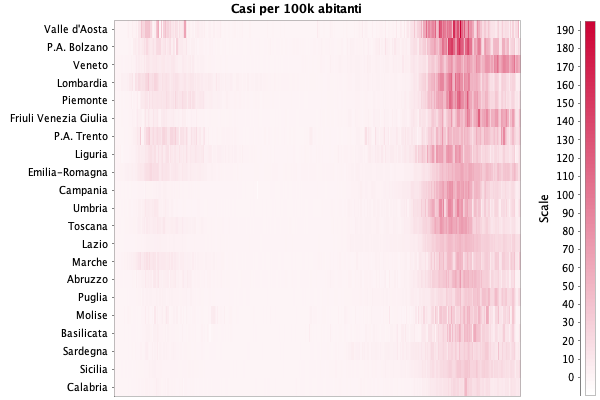 Casi per 100k abitanti
Valle d'Aosta
P.A. Bolzano
Veneto
Lombardia
Piemonte
Friuli Venezia Giulia
P.A. Trento
Liguria
Emilia-Romagna
Campania
Umbria
Toscana
Lazio
Marche
Abruzzo
Puglia
Molise
Basilicata
Sardegna
Sicilia
Calabria
Scale
190
180
170
160
150
140
130
120
110
100
90
80
70
60
50
40
30
20
10
0